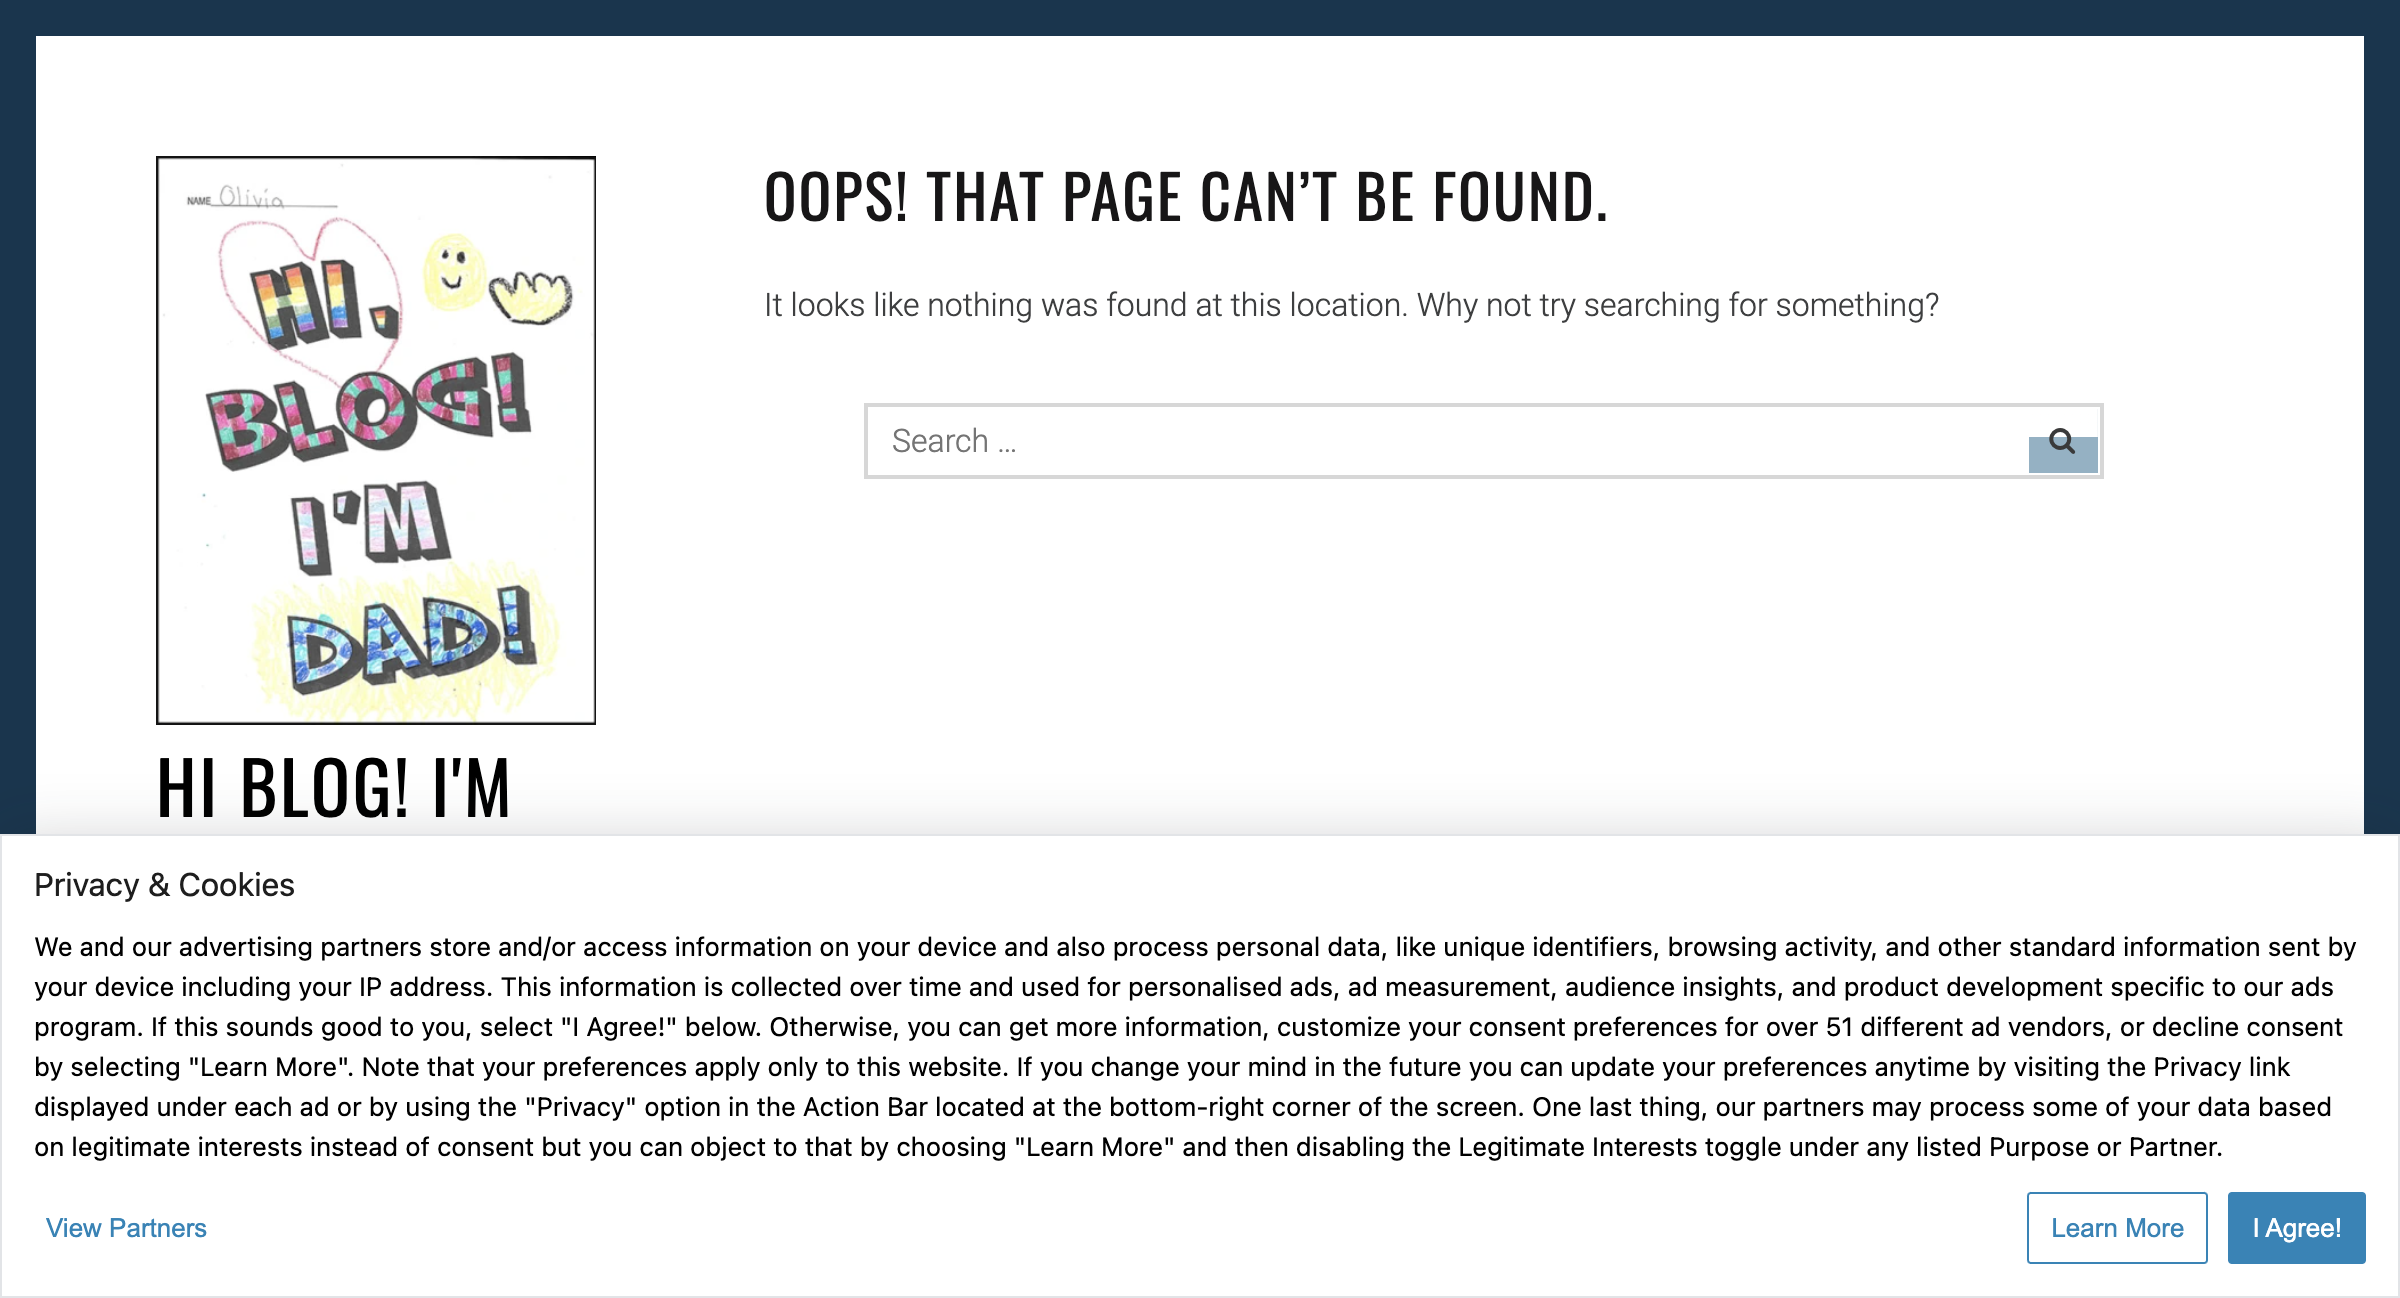 NAME Olivia
HI,
BLOG!
I'M
DAD!
HI BLOG! I'M
OOPS! THAT PAGE CAN’T BE FOUND.
It looks like nothing was found at this location. Why not try searching for something?
Search ...
Privacy & Cookies
We and our advertising partners store and/or access information on your device and also process personal data, like unique identifiers, browsing activity, and other standard information sent by
your device including your IP address. This information is collected over time and used for personalised ads, ad measurement, audience insights, and product development specific to our ads
program. If this sounds good to you, select "I Agree!" below. Otherwise, you can get more information, customize your consent preferences for over 51 different ad vendors, or decline consent
by selecting "Learn More". Note that your preferences apply only to this website. If you change your mind in the future you can update your preferences anytime by visiting the Privacy link
displayed under each ad or by using the "Privacy" option in the Action Bar located at the bottom-right corner of the screen. One last thing, our partners may process some of your data based
on legitimate interests instead of consent but you can object to that by choosing "Learn More" and then disabling the Legitimate Interests toggle under any listed Purpose or Partner.
View Partners
Learn More
I Agree!